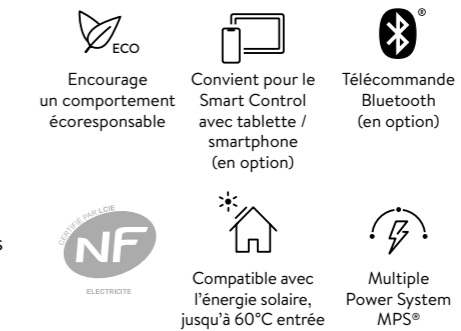 ECO
®
Encourage
un comportement
écoresponsable
Convient pour le
Smart Control
avec tablette /
smartphone
(en option)
Télécommande
Bluetooth
(en option)
s
CERTIFIÉ PAR LCIE
NF
ELECTRICITE
Compatible avec
l'énergie solaire,
jusqu'à 60°C entrée
Multiple
Power System
MPS®